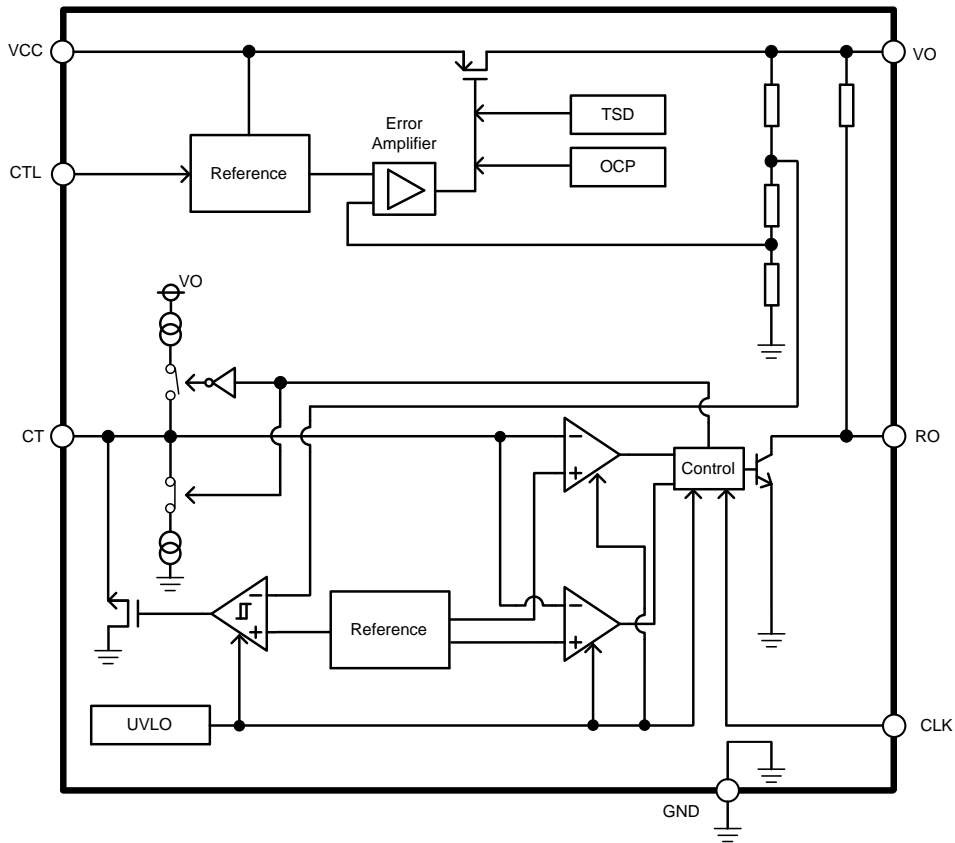 VCC
VO
TSD
Error
Amplifier
OCP
CTL
Reference
VO
CT
−
+
Control
RO
−
+
Reference
−
+
UVLO
CLK
GND